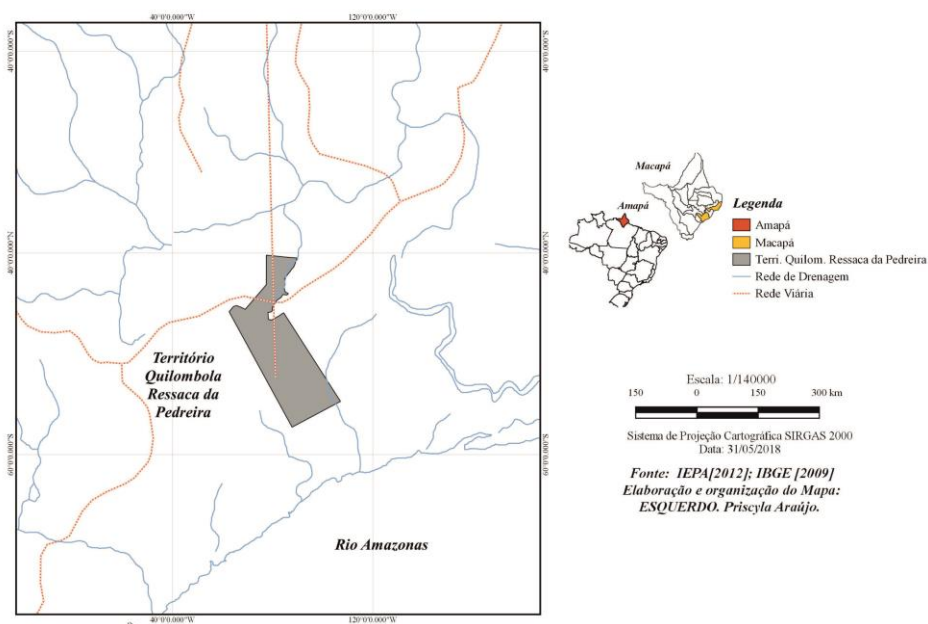 40°0'0.000"W
120°0'0.000"W
40°0'0.000"S
40°0'0.000"S
Território
Quilombola
Ressaca da
Pedreira
Rio Amazonas
60°0'0.000"S
60°0'0.000"S
40°0'0.000"W
120°0'0.000"W
Macapá
Amapá
Legenda
Amapá
Macapá
Terri. Quilom. Ressaca da Pedreira
Rede de Drenagem
Rede Viária
Escala: 1/140000
150 0 150 300 km
Sistema de Projeção Cartográfica SIRGAS 2000
Data: 31/05/2018
Fonte: IEPA[2012]; IBGE [2009]
Elaboração e organização do Mapa:
ESQUERDO. Priscyla Araújo.